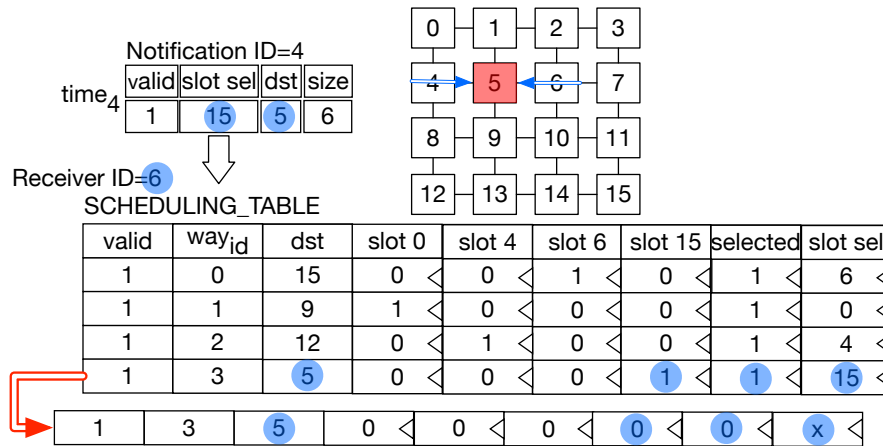 Notification ID=4
valid slot sel dst size
time4 1 15 5 6
0 1 2 3
4 5 6 7
8 9 10 11
12 13 14 15
Receiver ID=6
SCHEDULING_TABLE
valid wayid dst slot 0 slot 4 slot 6 slot 15 selected slot sel
1 0 15 0 0 1 0 1 6
1 1 9 1 0 0 0 1 0
1 2 12 0 1 0 0 1 4
1 3 5 0 0 0 1 1 15
1 3 5 0 0 0 0 0 x